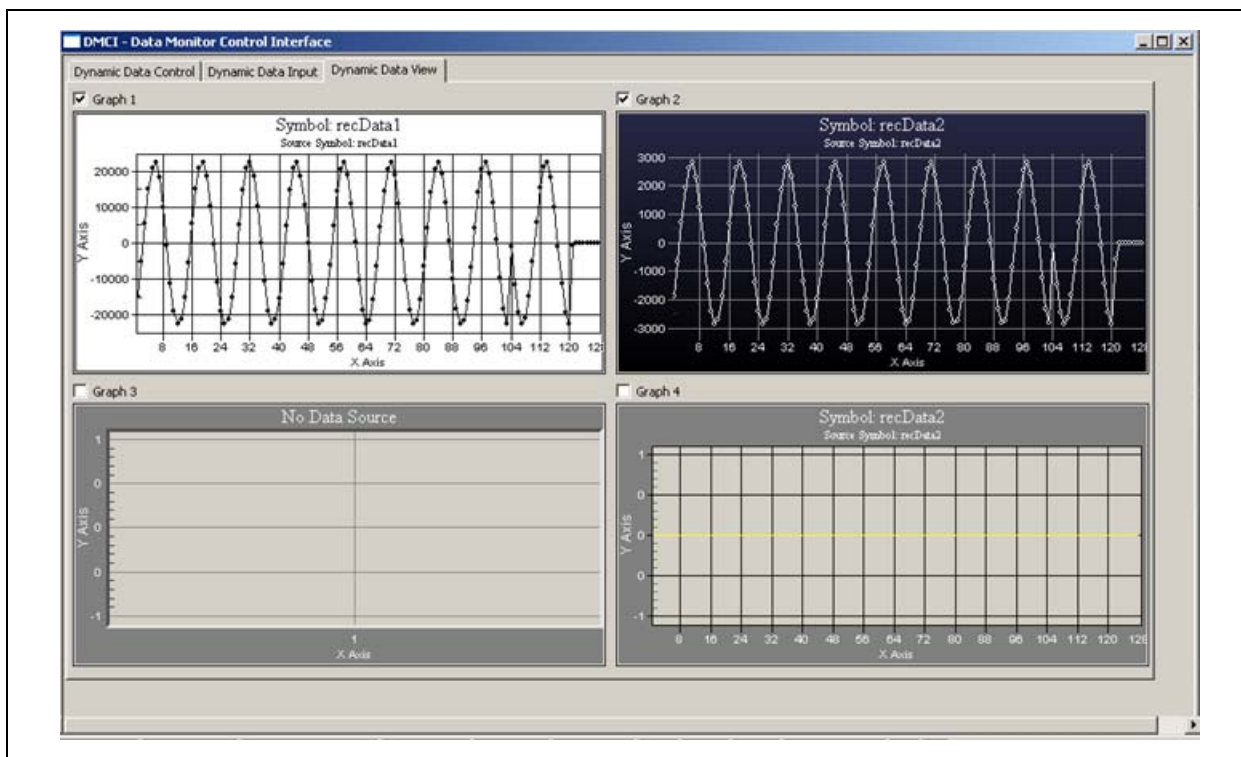 DMCI - Data Monitor Control Interface
Dynamic Data Control Dynamic Data Input Dynamic Data View
Graph 1
Symbol: recData1
Source Symbol: recData1
20000
10000
0
-10000
-20000
Y Axis
8 16 24 32 40 48 56 64 72 80 88 96 104 112 120 128
X Axis
Graph 2
Symbol: recData2
Source Symbol: recData2
3000
2000
1000
0
-1000
-2000
-3000
Y Axis
8 16 24 32 40 48 56 64 72 80 88 96 104 112 120 128
X Axis
Graph 3
No Data Source
1
0
0
0
-1
Y Axis
1
X Axis
Graph 4
Symbol: recData2
Source Symbol: recData2
1
0
0
0
-1
Y Axis
8 16 24 32 40 48 56 64 72 80 88 96 104 112 120 128
X Axis